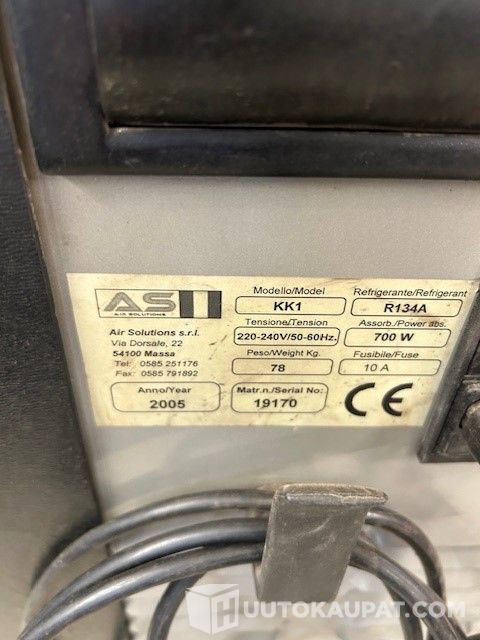 AS
AIR SOLUTIONS
Air Solutions s.r.l.
Via Dorsale, 22
54100 Massa
Tel: 0585 251176
Fax: 0585 791892
Anno/Year
2005
Modello/Model
KK1
Refrigerante/Refrigerant
R134A
Tensione/Tension
220-240V/50-60Hz.
Assorb./Power abs.
700 W
Peso/Weight Kg.
78
Fusibile/Fuse
10 A
Matr.n./Serial No:
19170
CE
HUUTOKAUPAT.COM